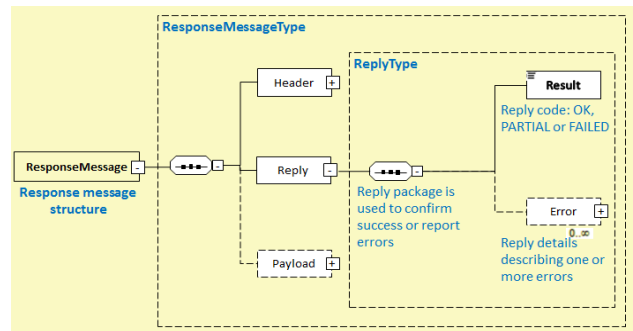 ResponseMessageType
ReplyType
Header
Result
Reply code: OK,
PARTIAL or FAILED
ResponseMessage
Response message
structure
Reply
Reply package is
used to confirm
success or report
errors
Error
0..∞
Reply details
describing one or
more errors
Payload